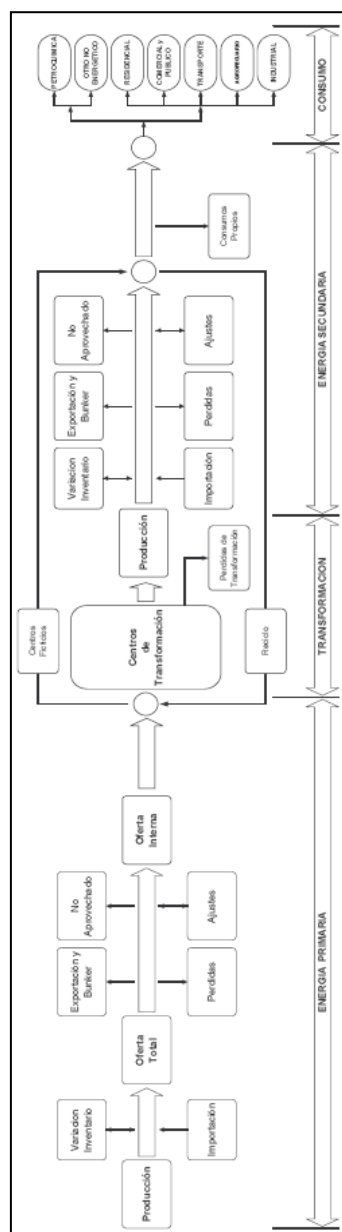 Producción
Variacion
Inventario
Importación
Oferta
Total
Exportación y
Bunker
No
Aprovechado
Perdidas
Ajustes
Oferta
Interna
Centros
Ficticios
Centros
de
Transformación
Reciclo
Perdidas de
Transformación
Producción
Variacion
Inventario
Exportación y
Bunker
No
Aprovechado
Importación
Perdidas
Ajustes
Consumos
Propios
PETROQUIMICA
OTRO NO
ENERGETICO
RESIDENCIAL
COMERCIAL y
PUBLICO
TRANSPORTE
AGROPECUARIO
INDUSTRIAL
ENERGIA PRIMARIA
TRANSFORMACION
ENERGIA SECUNDARIA
CONSUMO